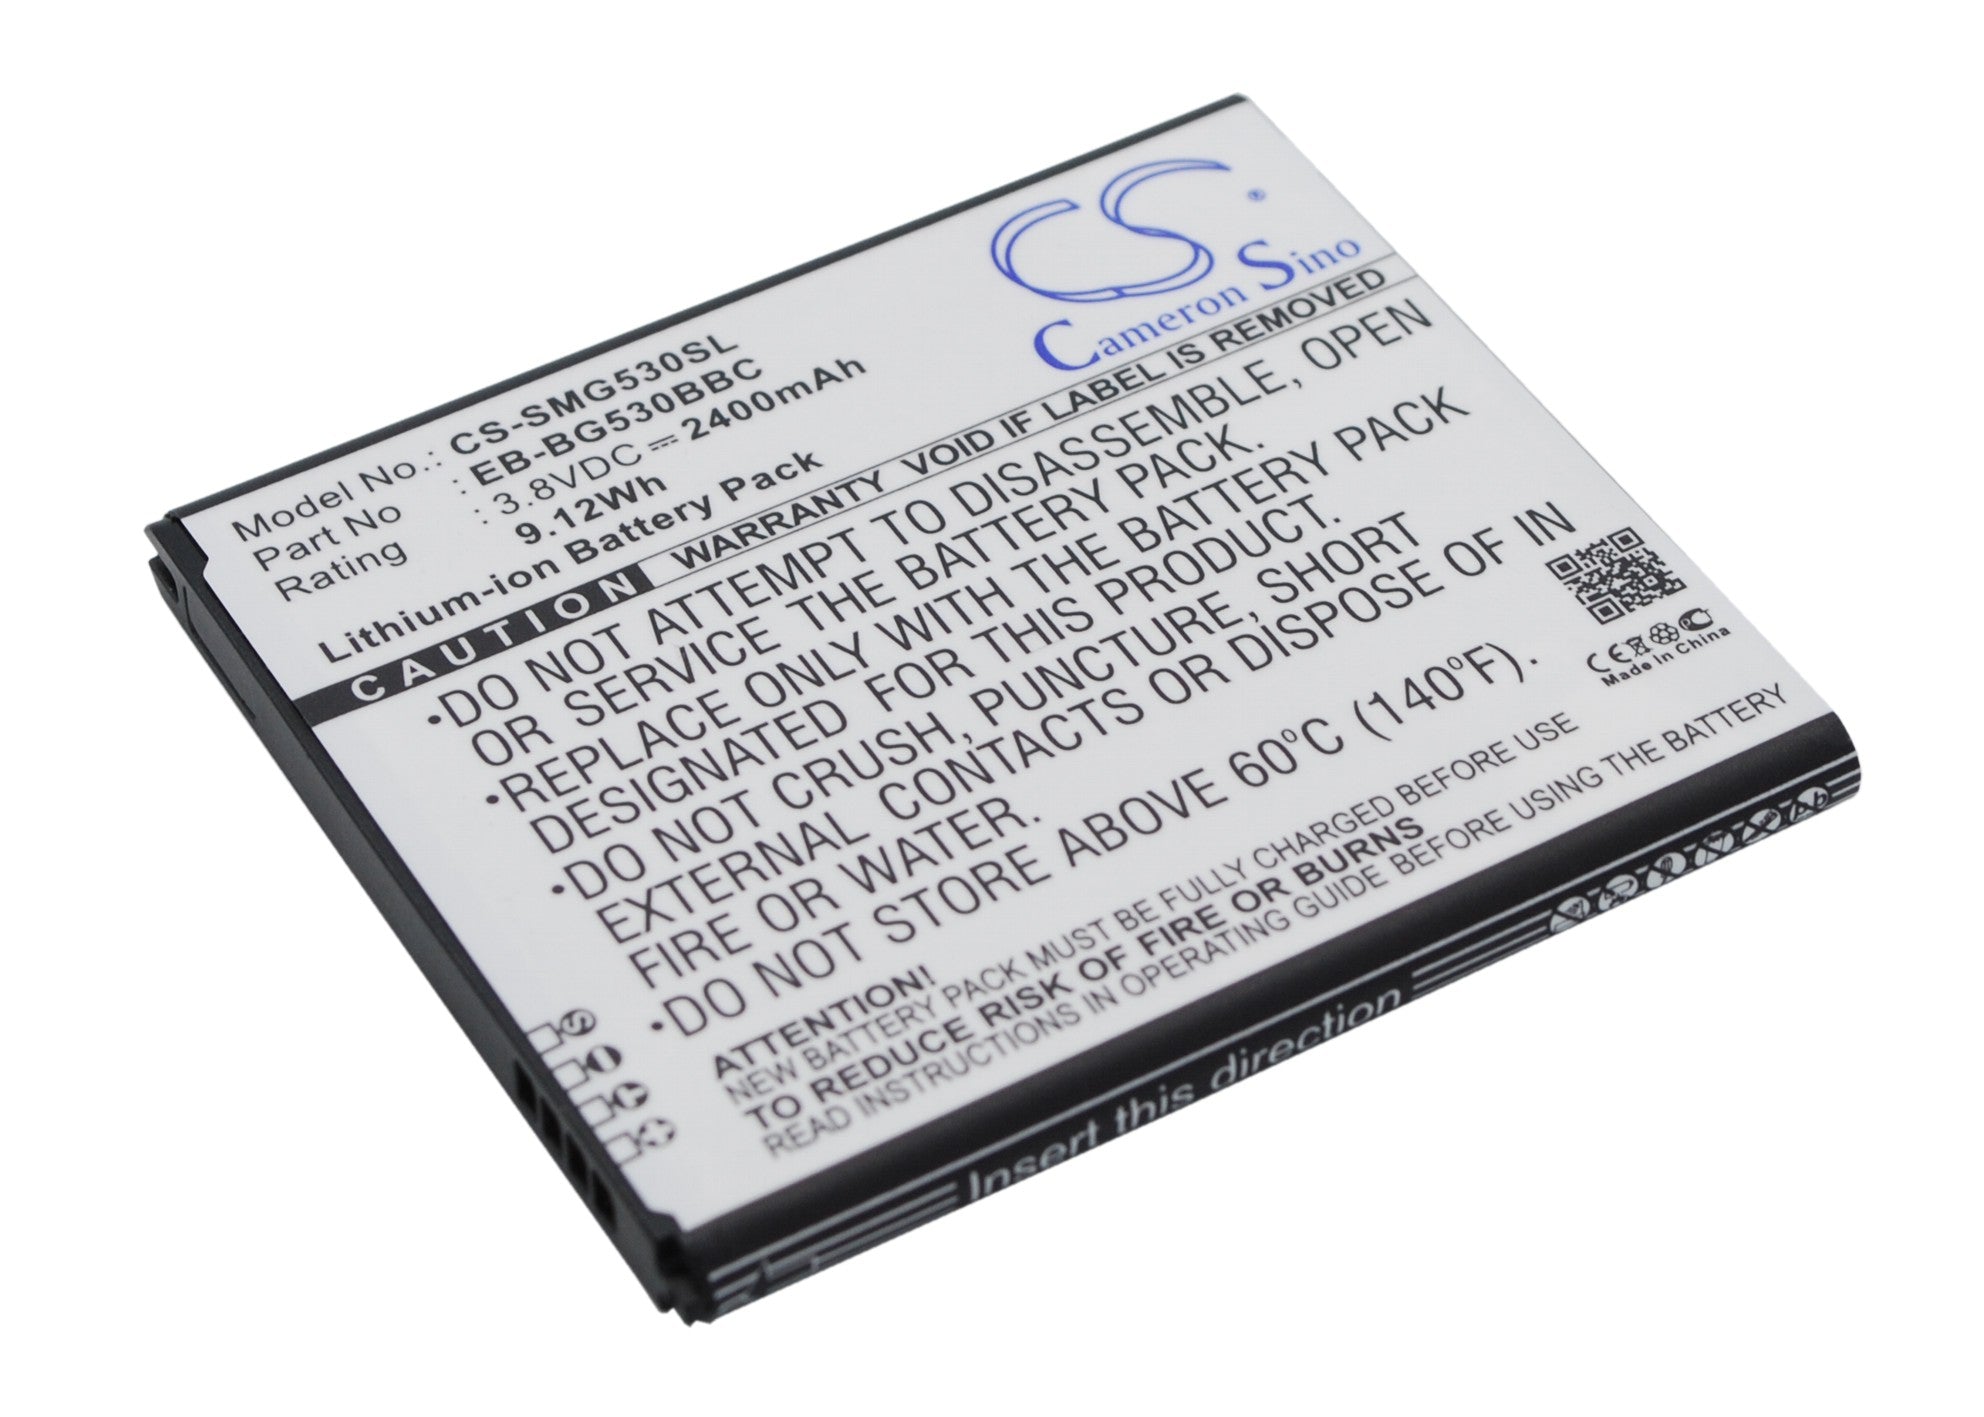 CS ®
Cameron Sino
Model No.: CS-SMG530SL
Part No : EB-BG530BBC
Rating : 3.8VDC ⎓ 2400mAh
9.12Wh
Lithium-ion Battery Pack
CAUTION WARRANTY VOID IF LABEL IS REMOVED
•DO NOT ATTEMPT TO DISASSEMBLE, OPEN
OR SERVICE THE BATTERY PACK.
•REPLACE ONLY WITH THE BATTERY PACK
DESIGNATED FOR THIS PRODUCT.
•DO NOT CRUSH, PUNCTURE, SHORT
EXTERNAL CONTACTS OR DISPOSE OF IN
FIRE OR WATER.
•DO NOT STORE ABOVE 60°C (140°F).
CE
Made in China
ATTENTION!
NEW BATTERY PACK MUST BE FULLY CHARGED BEFORE USE
TO REDUCE RISK OF FIRE OR BURNS
READ INSTRUCTIONS IN OPERATING GUIDE BEFORE USING THE BATTERY
Insert this direction